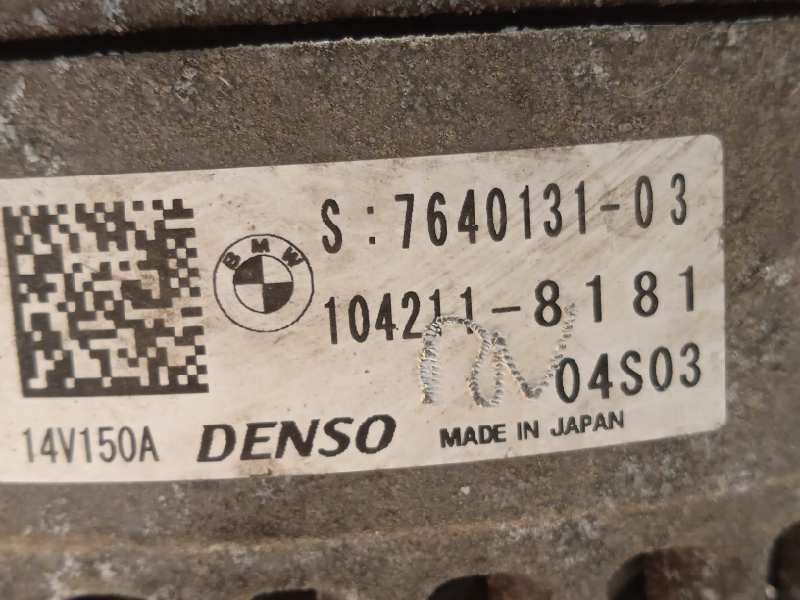 S:7640131-03
BMW
104211-8181
04S03
14V150A DENSO MADE IN JAPAN